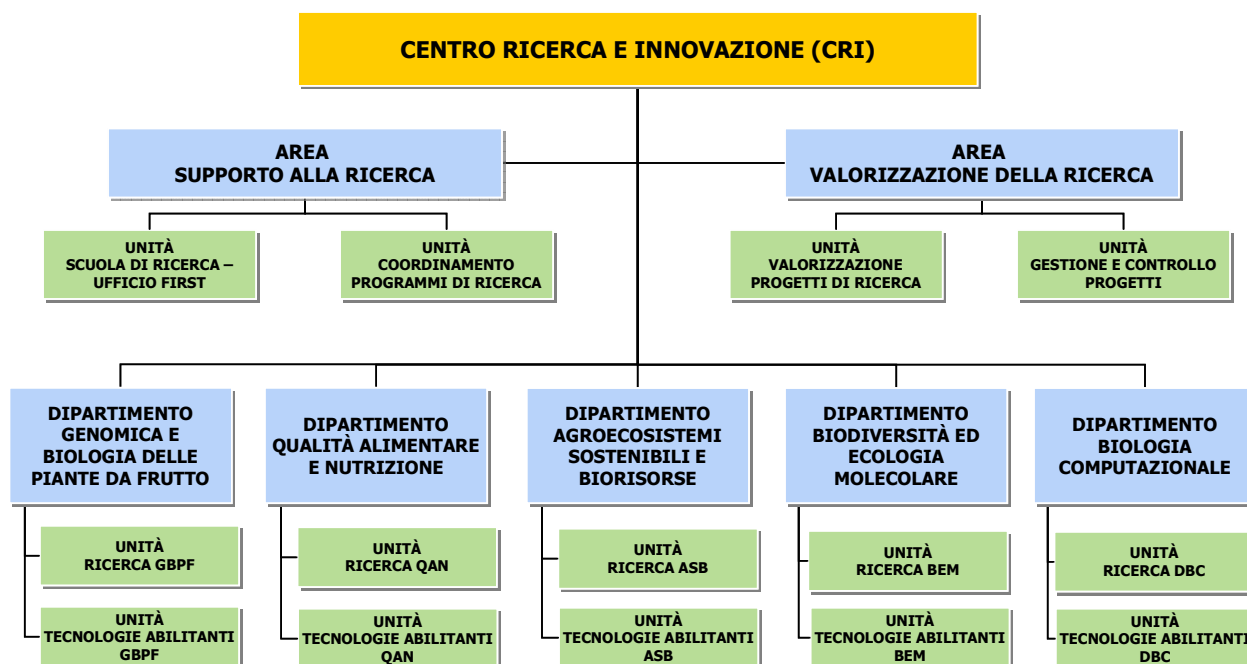 CENTRO RICERCA E INNOVAZIONE (CRI)
AREA
SUPPORTO ALLA RICERCA
AREA
VALORIZZAZIONE DELLA RICERCA
UNITÀ
SCUOLA DI RICERCA –
UFFICIO FIRST
UNITÀ
COORDINAMENTO
PROGRAMMI DI RICERCA
UNITÀ
VALORIZZAZIONE
PROGETTI DI RICERCA
UNITÀ
GESTIONE E CONTROLLO
PROGETTI
DIPARTIMENTO
GENOMICA E
BIOLOGIA DELLE
PIANTE DA FRUTTO
DIPARTIMENTO
QUALITÀ ALIMENTARE
E NUTRIZIONE
DIPARTIMENTO
AGROECOSISTEMI
SOSTENIBILI E
BIORISORSE
DIPARTIMENTO
BIODIVERSITÀ ED
ECOLOGIA
MOLECOLARE
DIPARTIMENTO
BIOLOGIA
COMPUTAZIONALE
UNITÀ
RICERCA GBPF
UNITÀ
RICERCA QAN
UNITÀ
RICERCA ASB
UNITÀ
RICERCA BEM
UNITÀ
RICERCA DBC
UNITÀ
TECNOLOGIE ABILITANTI
GBPF
UNITÀ
TECNOLOGIE ABILITANTI
QAN
UNITÀ
TECNOLOGIE ABILITANTI
ASB
UNITÀ
TECNOLOGIE ABILITANTI
BEM
UNITÀ
TECNOLOGIE ABILITANTI
DBC